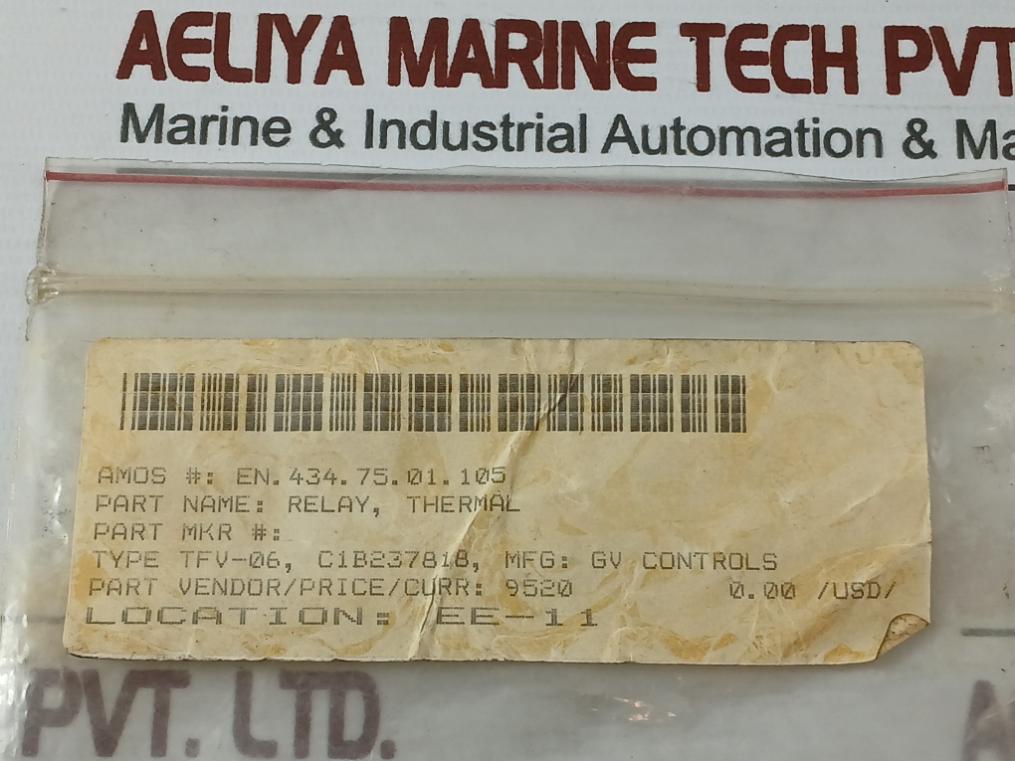 AELIYA MARINE TECH PVT
Marine & Industrial Automation & Ma
AMOS #: EN.434.75.01.105
PART NAME: RELAY, THERMAL
PART MKR #:
TYPE TFV-06, C1B237818, MFG: GV CONTROLS
PART VENDOR/PRICE/CURR: 9520 0.00 /USD/
LOCATION: EE-11
PVT. LTD. A